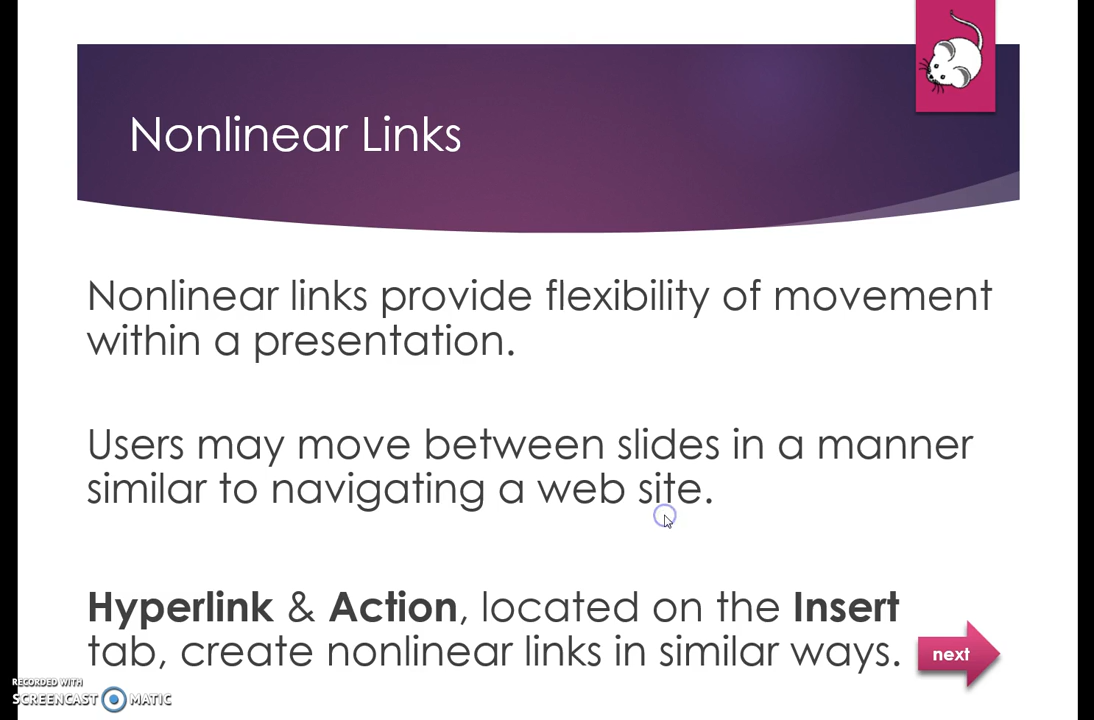 Nonlinear Links
Nonlinear links provide flexibility of movement
within a presentation.
Users may move between slides in a manner
similar to navigating a web site.
Hyperlink & Action, located on the Insert
tab, create nonlinear links in similar ways.
next
RECORDED WITH
SCREENCAST MATIC